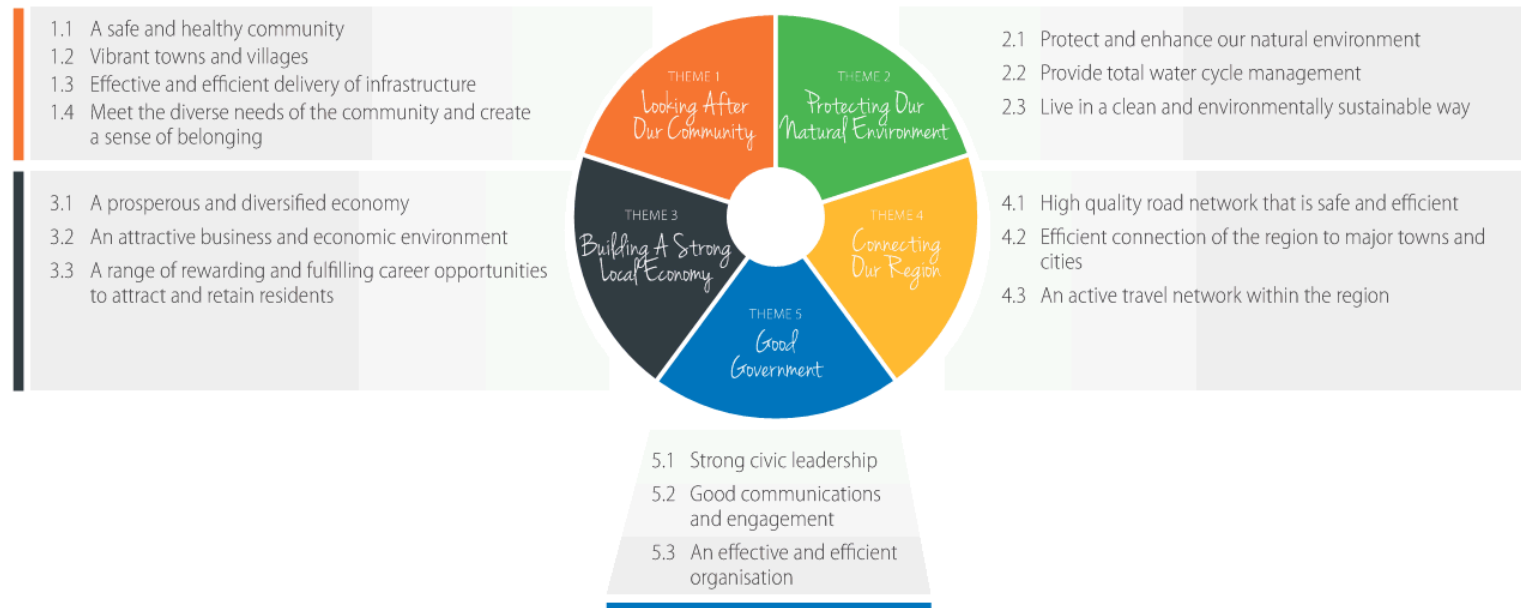 1.1 A safe and healthy community
1.2 Vibrant towns and villages
1.3 Effective and efficient delivery of infrastructure
1.4 Meet the diverse needs of the community and create
a sense of belonging
THEME 1
Looking After
Our Community
THEME 2
Protecting Our
Natural Environment
2.1 Protect and enhance our natural environment
2.2 Provide total water cycle management
2.3 Live in a clean and environmentally sustainable way
3.1 A prosperous and diversified economy
3.2 An attractive business and economic environment
3.3 A range of rewarding and fulfilling career opportunities
to attract and retain residents
THEME 3
Building A Strong
Local Economy
THEME 4
Connecting
Our Region
4.1 High quality road network that is safe and efficient
4.2 Efficient connection of the region to major towns and
cities
4.3 An active travel network within the region
THEME 5
Good
Government
5.1 Strong civic leadership
5.2 Good communications
and engagement
5.3 An effective and efficient
organisation